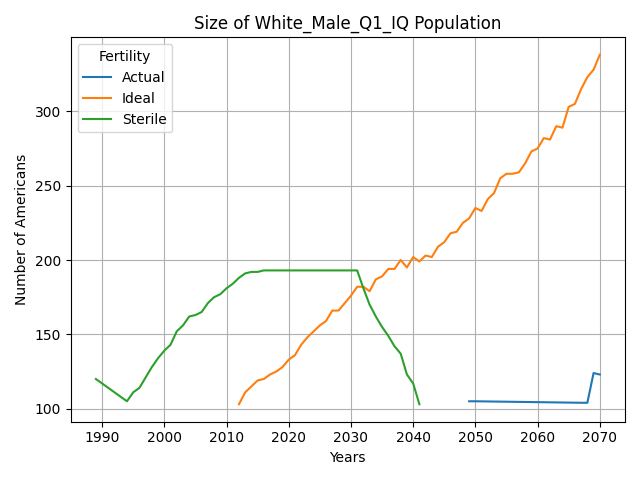 Size of White_Male_Q1_IQ Population
Fertility
Actual
Ideal
Sterile
Number of Americans
300
250
200
150
100
1990 2000 2010 2020 2030 2040 2050 2060 2070
Years